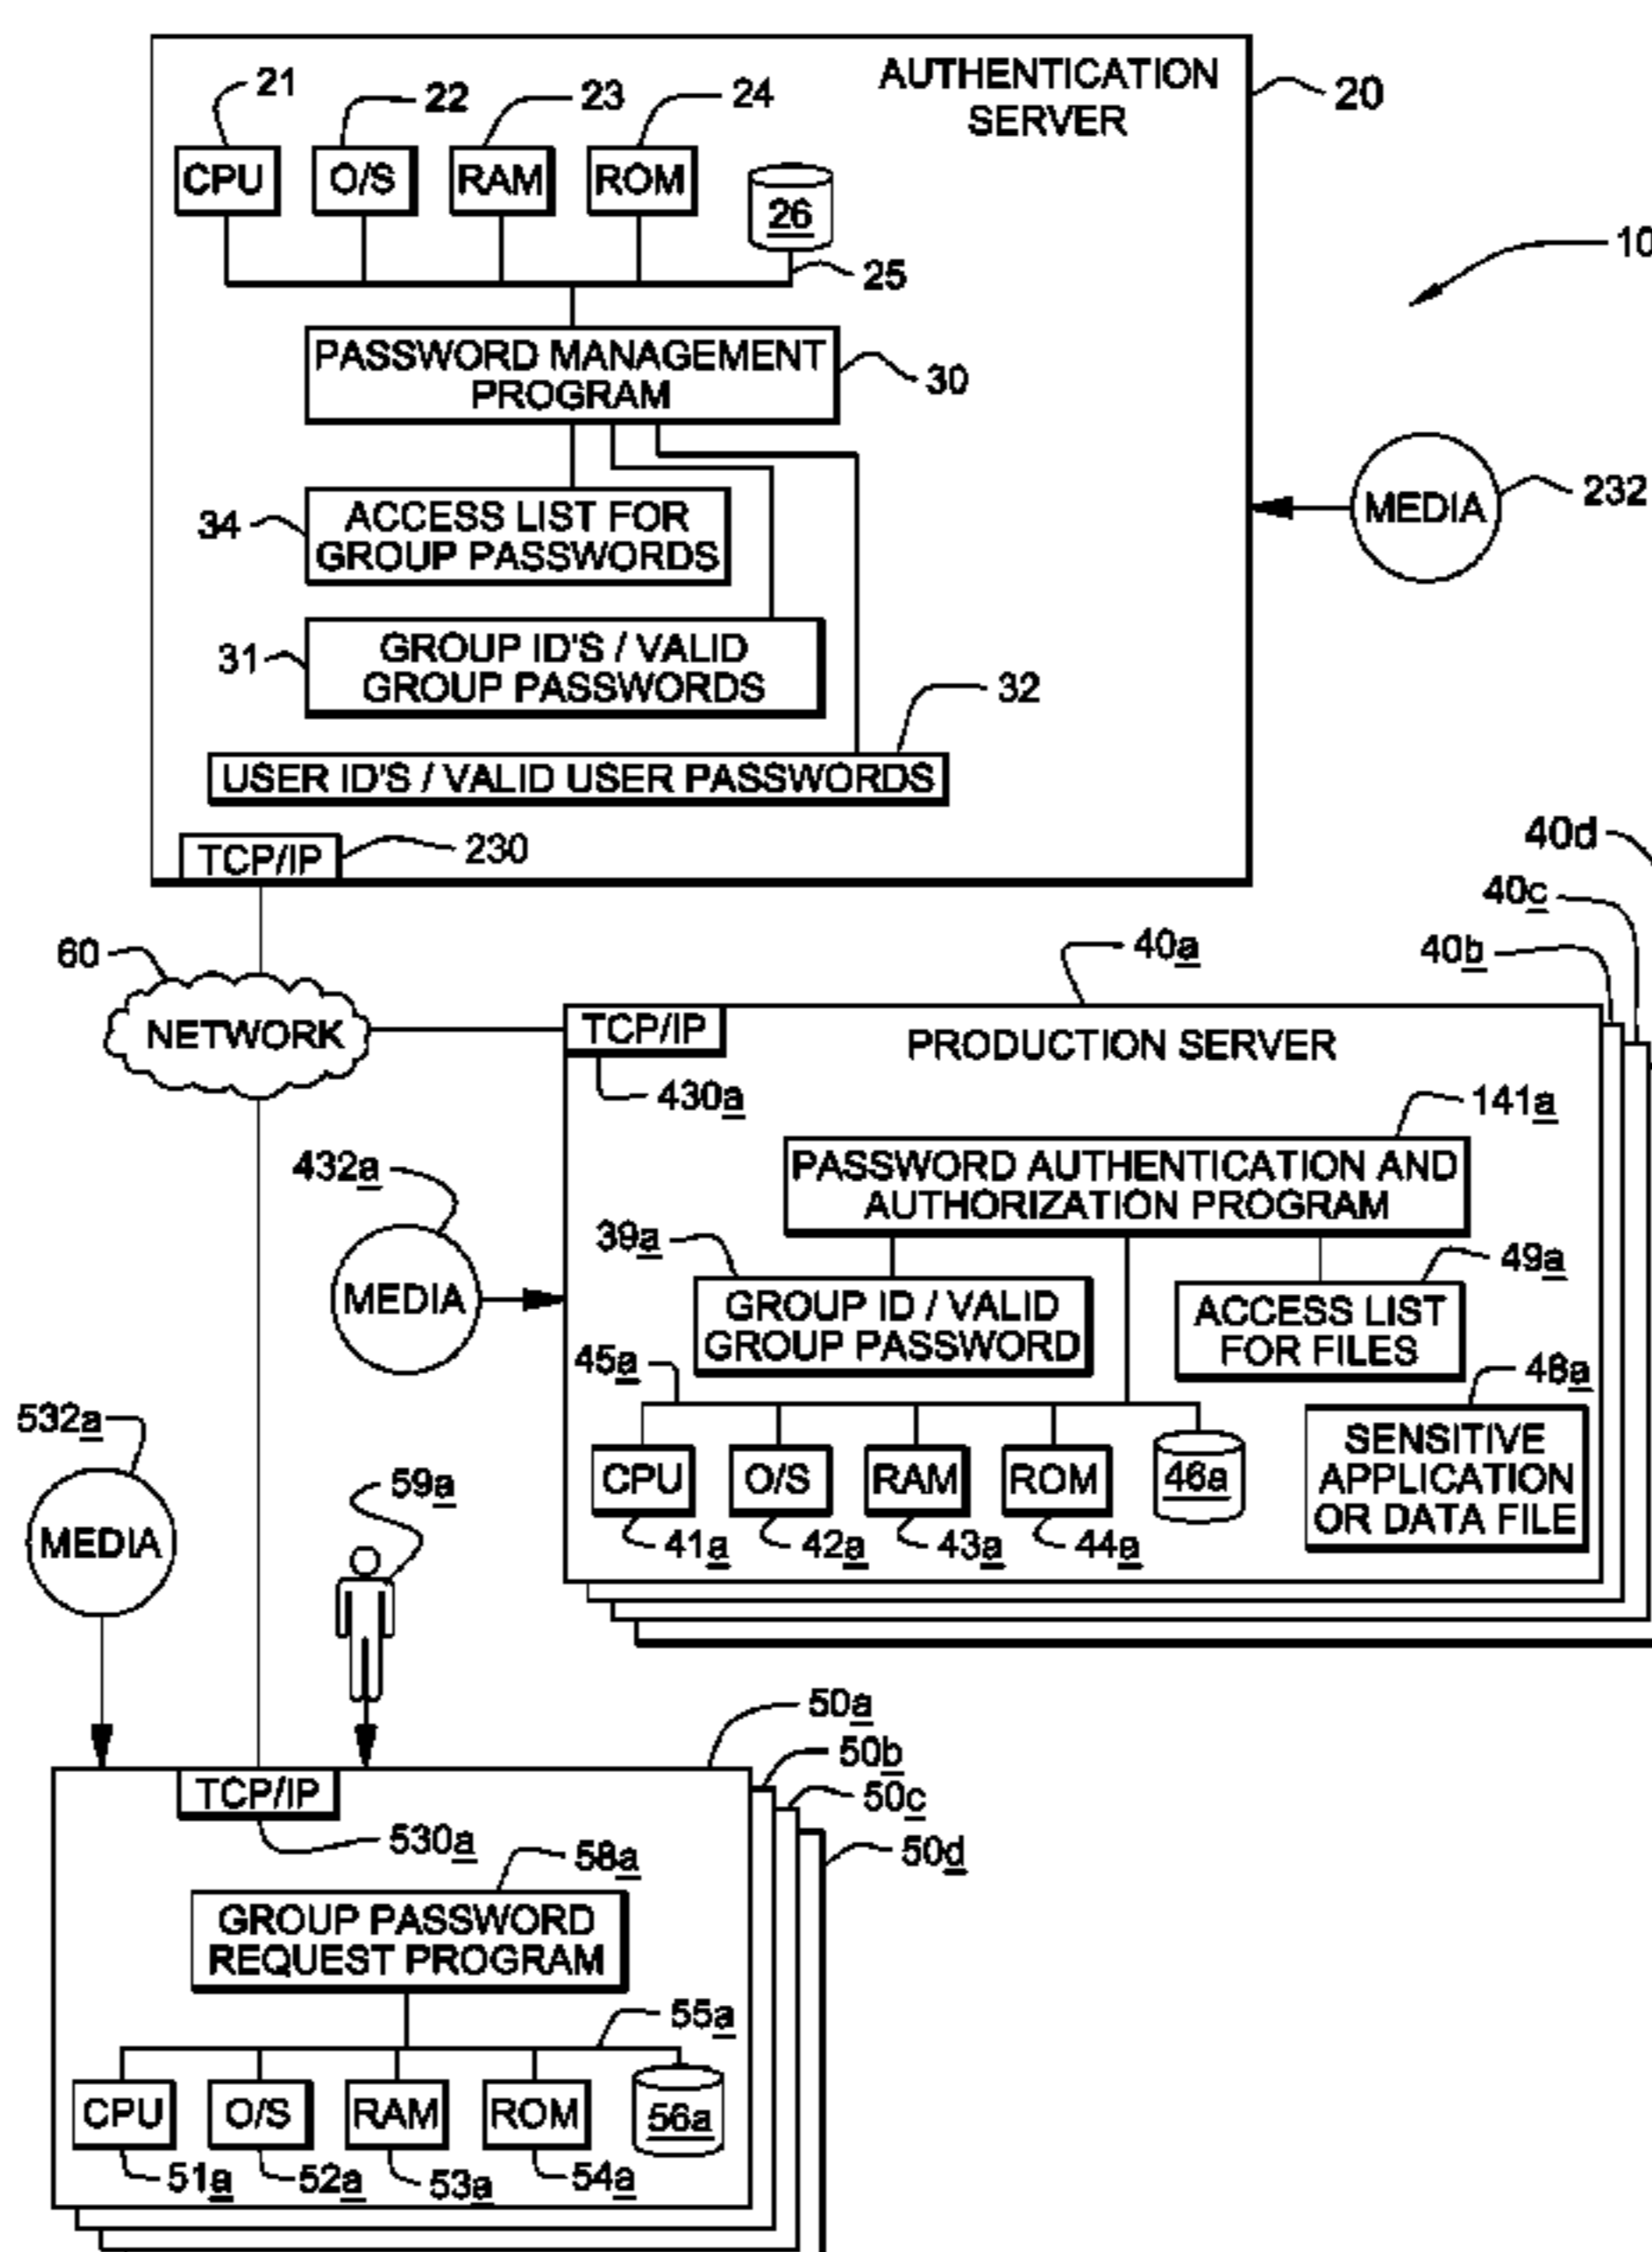 AUTHENTICATION
SERVER
20
21
22
23
24
CPU
O/S
RAM
ROM
26
25
10
PASSWORD MANAGEMENT
PROGRAM
30
34
ACCESS LIST FOR
GROUP PASSWORDS
MEDIA
232
31
GROUP ID'S / VALID
GROUP PASSWORDS
32
USER ID'S / VALID USER PASSWORDS
TCP/IP
230
40d
40c
40b
40a
60
NETWORK
TCP/IP
PRODUCTION SERVER
430a
141a
432a
PASSWORD AUTHENTICATION AND
AUTHORIZATION PROGRAM
39a
49a
MEDIA
GROUP ID / VALID
GROUP PASSWORD
ACCESS LIST
FOR FILES
45a
48a
532a
SENSITIVE
APPLICATION
OR DATA FILE
CPU
O/S
RAM
ROM
46a
59a
MEDIA
41a
42a
43a
44a
50a
50b
50c
50d
TCP/IP
530a
58a
GROUP PASSWORD
REQUEST PROGRAM
55a
CPU
O/S
RAM
ROM
56a
51a
52a
53a
54a